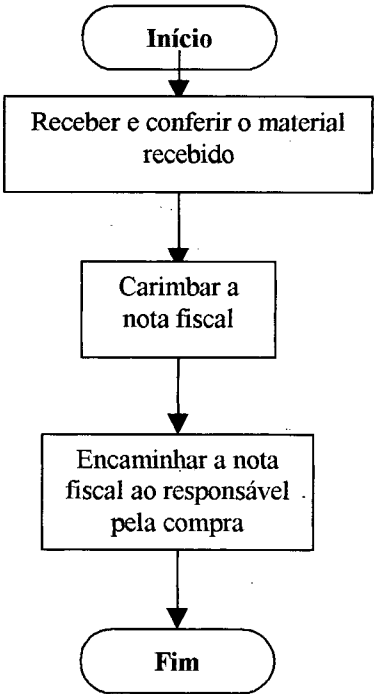 Início
Receber e conferir o material
recebido
Carimbar a
nota fiscal
Encaminhar a nota
fiscal ao responsável
pela compra
Fim